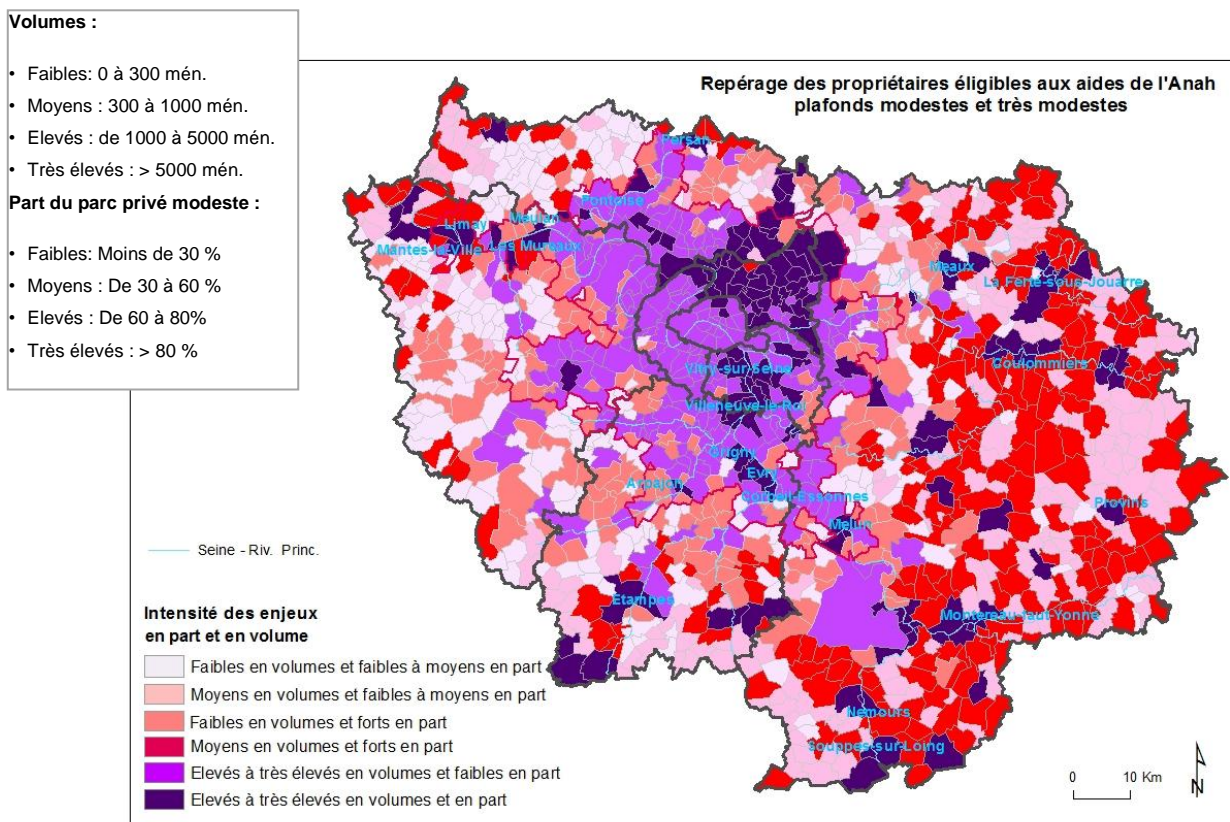 Volumes :
• Faibles: 0 à 300 mén.
• Moyens : 300 à 1000 mén.
• Elevés : de 1000 à 5000 mén.
• Très élevés : > 5000 mén.
Part du parc privé modeste :
• Faibles: Moins de 30 %
• Moyens : De 30 à 60 %
• Elevés : De 60 à 80%
• Très élevés : > 80 %
Repérage des propriétaires éligibles aux aides de l'Anah
plafonds modestes et très modestes
Persan
Pontoise
Limay
Meulan
Mantes-la-Ville
Les Mureaux
Meaux
La Ferté-sous-Jouarre
Coulommiers
Vitry-sur-Seine
Villeneuve-le-Roi
Grigny
Evry
Arpajon
Corbeil-Essonnes
Melun
Provins
Etampes
Montereau-faut-Yonne
Nemours
Souppes-sur-Loing
Seine - Riv. Princ.
Intensité des enjeux
en part et en volume
Faibles en volumes et faibles à moyens en part
Moyens en volumes et faibles à moyens en part
Faibles en volumes et forts en part
Moyens en volumes et forts en part
Elevés à très élevés en volumes et faibles en part
Elevés à très élevés en volumes et en part
0 10 Km
N